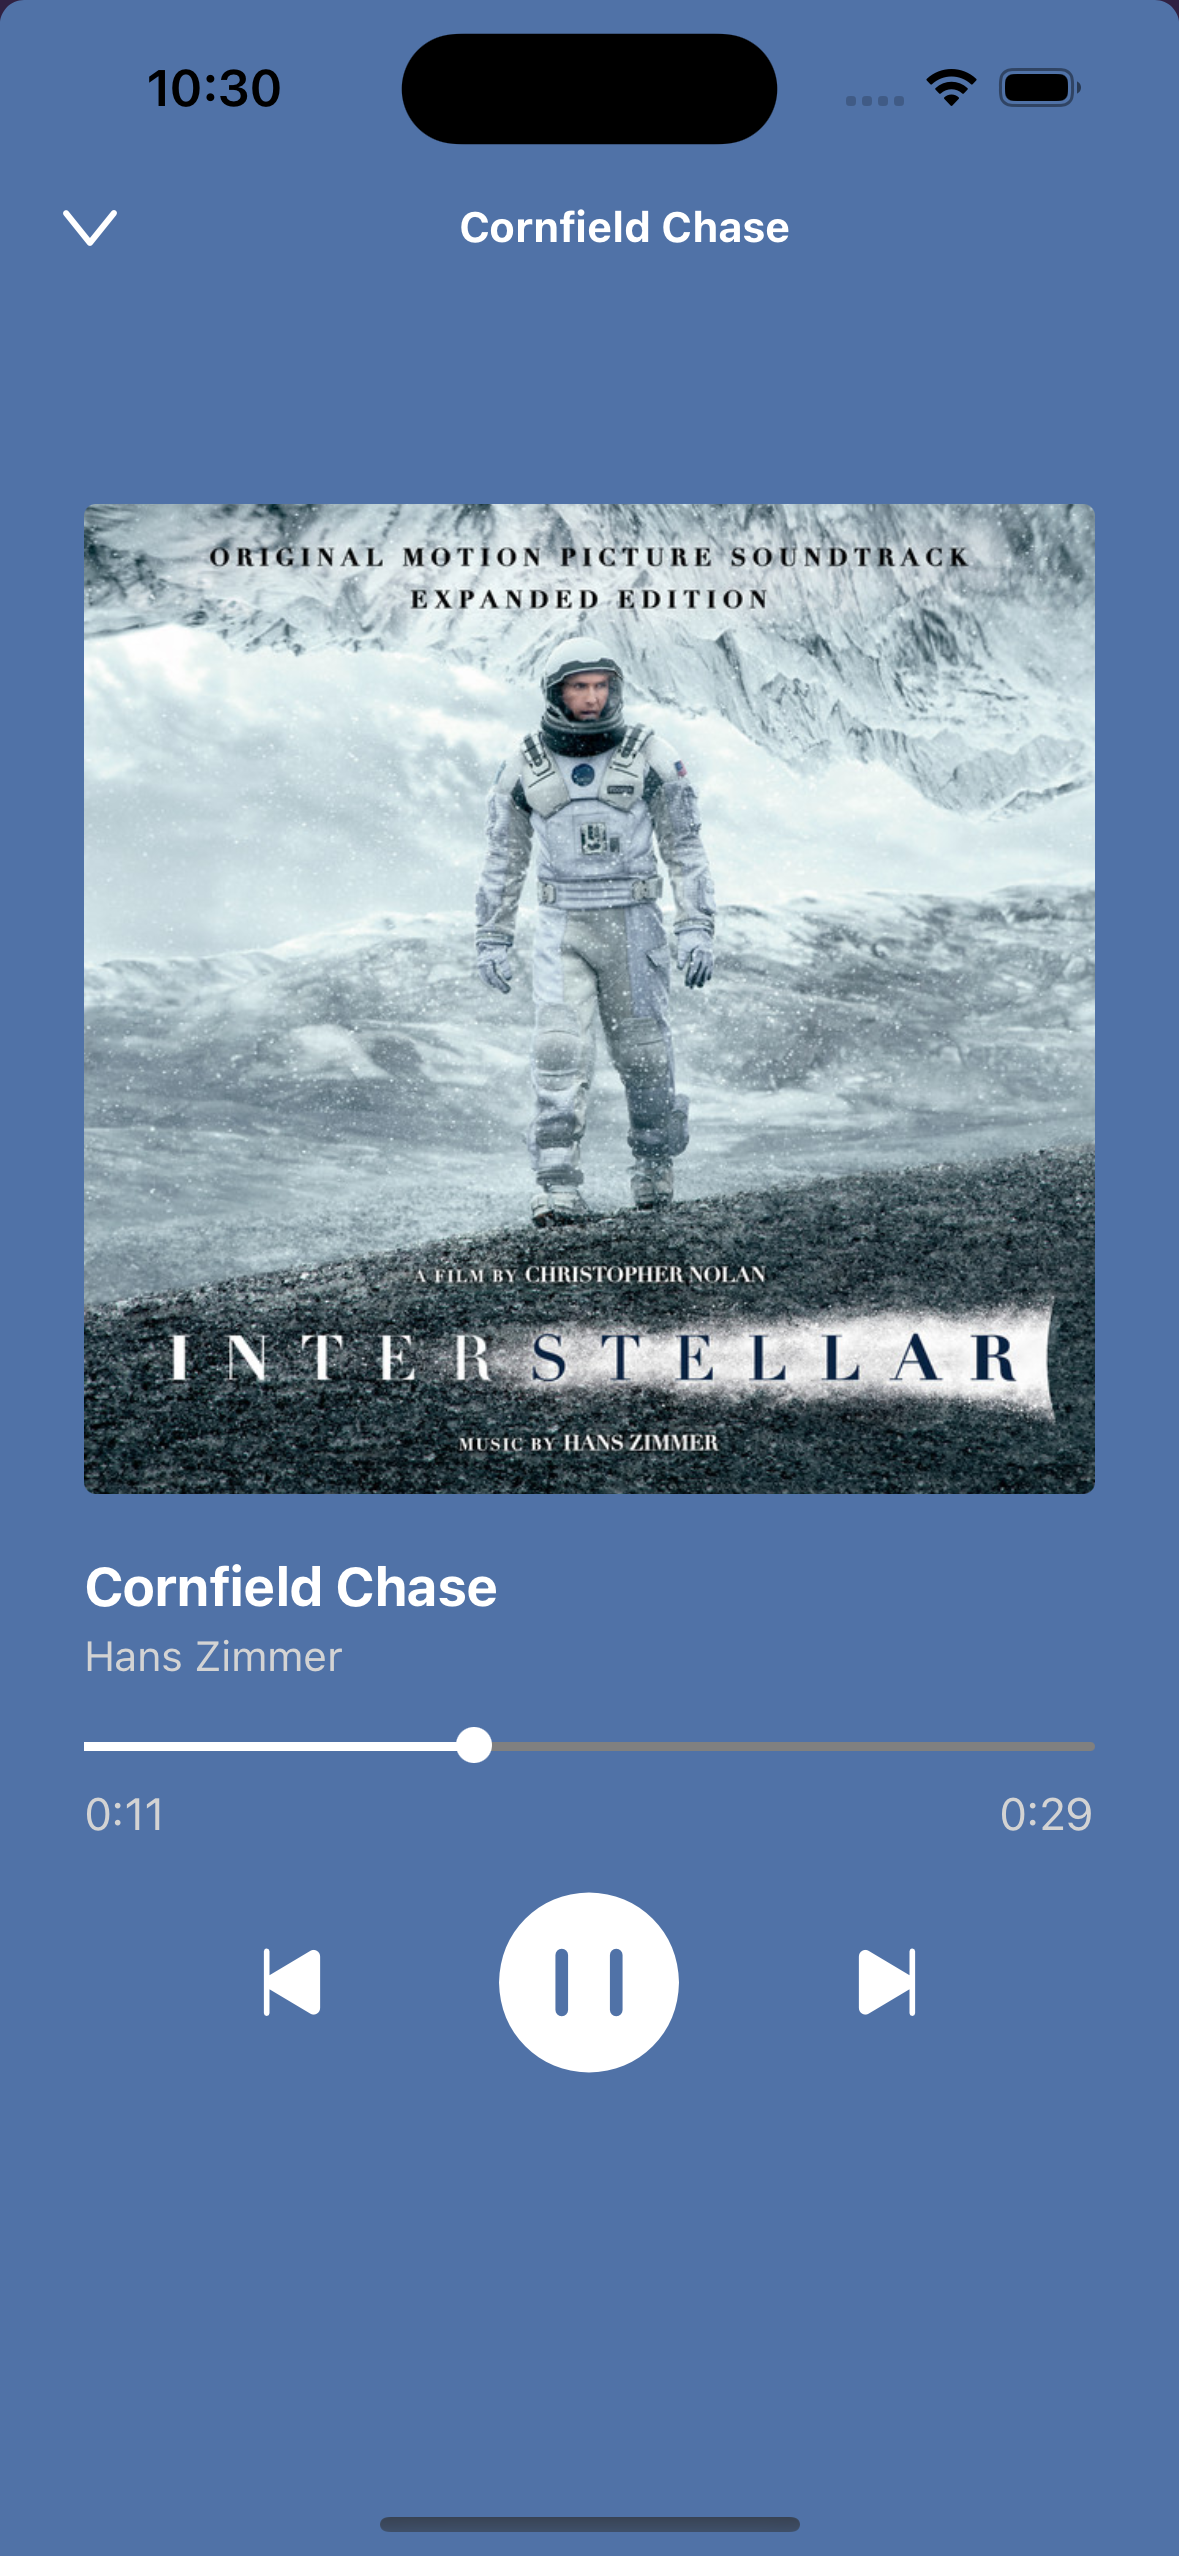 10:30
Cornfield Chase
ORIGINAL MOTION PICTURE SOUNDTRACK
EXPANDED EDITION
A FILM BY CHRISTOPHER NOLAN
INTERSTELLAR
MUSIC BY HANS ZIMMER
Cornfield Chase
Hans Zimmer
0:11 0:29